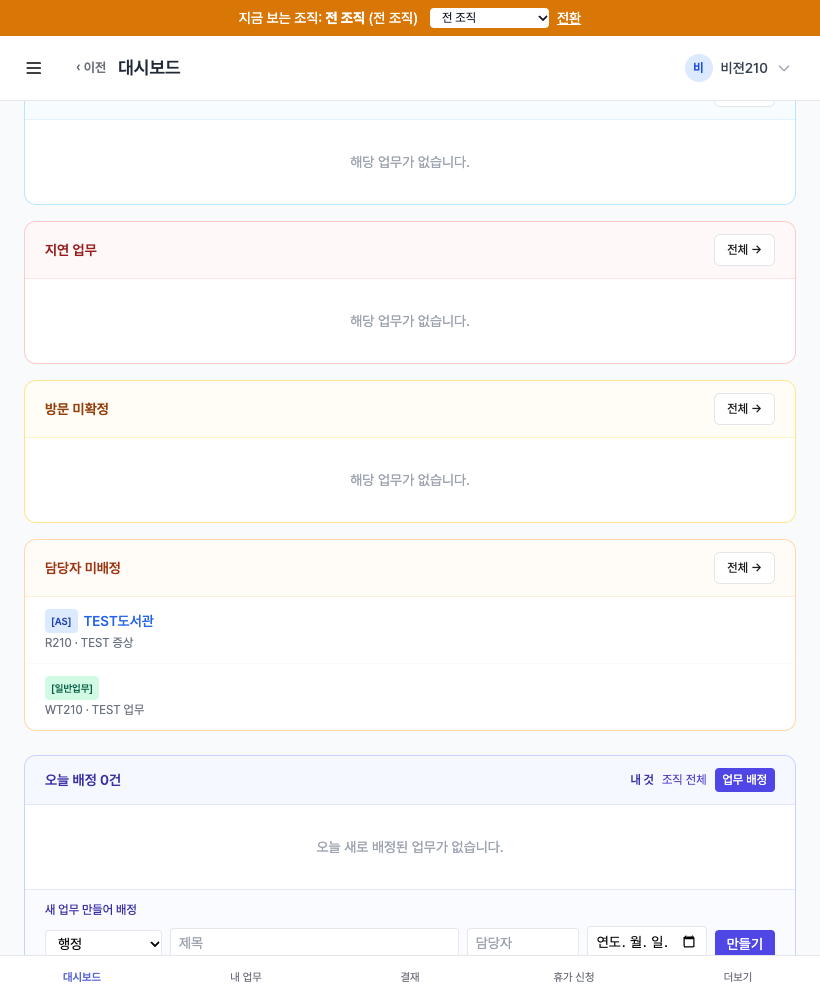 지금 보는 조직: 전 조직 (전 조직) 전 조직 전환
‹ 이전 대시보드 비 비젼210
해당 업무가 없습니다.
지연 업무 전체 →
해당 업무가 없습니다.
방문 미확정 전체 →
해당 업무가 없습니다.
담당자 미배정 전체 →
[AS] TEST도서관
R210 · TEST 증상
[일반업무]
WT210 · TEST 업무
오늘 배정 0건 내 것 조직 전체 업무 배정
오늘 새로 배정된 업무가 없습니다.
새 업무 만들어 배정
행정 제목 담당자 연도. 월. 일. 만들기
대시보드 내 업무 결재 휴가 신청 더보기